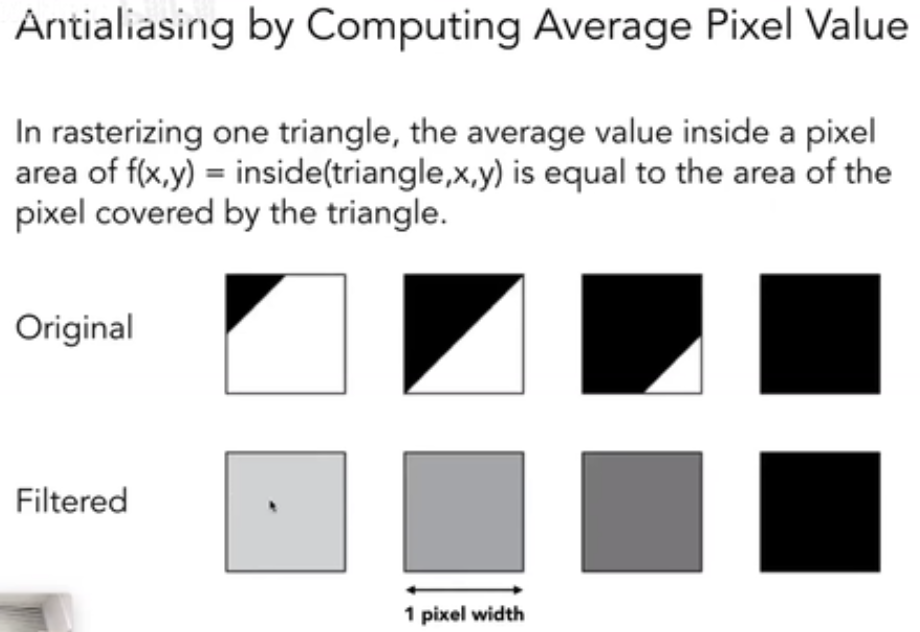 Antialiasing by Computing Average Pixel Value
In rasterizing one triangle, the average value inside a pixel
area of f(x,y) = inside(triangle,x,y) is equal to the area of the
pixel covered by the triangle.
Original
Filtered
1 pixel width